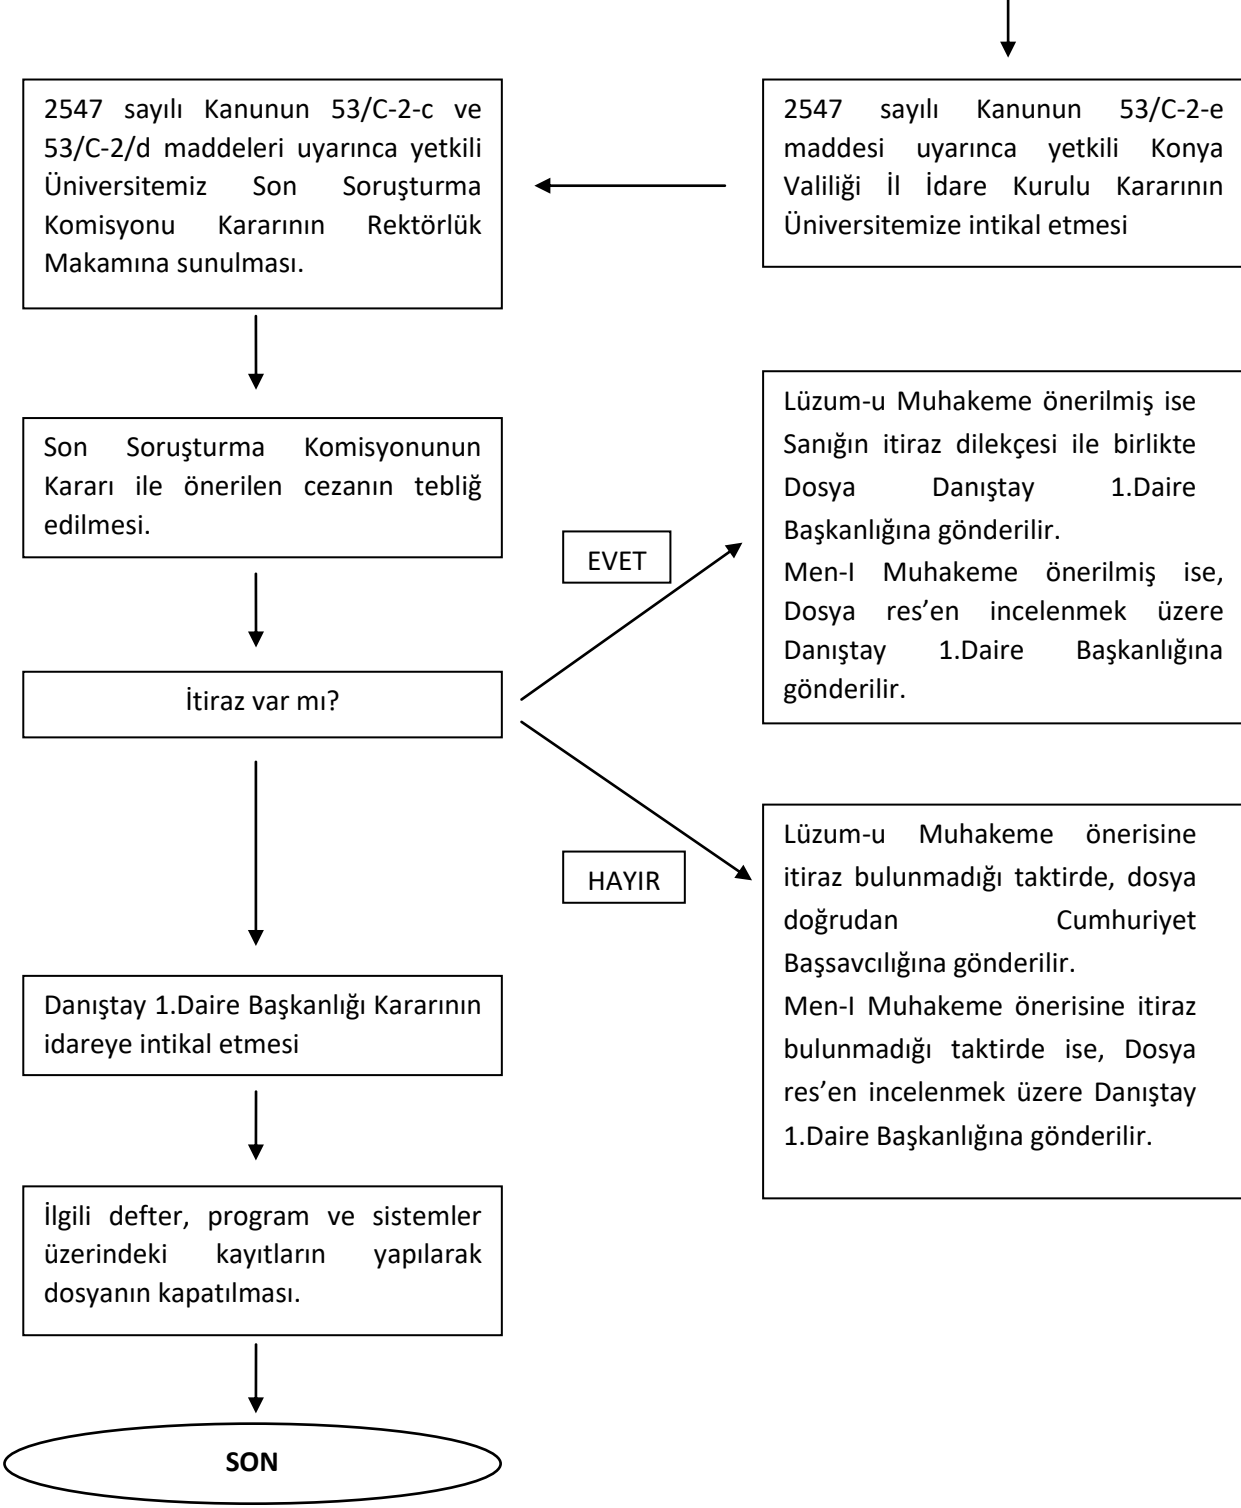 2547 sayılı Kanunun 53/C-2-e
maddesi uyarınca yetkili Konya
Valiliği İl İdare Kurulu Kararının
Üniversitemize intikal etmesi
2547 sayılı Kanunun 53/C-2-c ve
53/C-2/d maddeleri uyarınca yetkili
Üniversitemiz Son Soruşturma
Komisyonu Kararının Rektörlük
Makamına sunulması.
Son Soruşturma Komisyonunun
Kararı ile önerilen cezanın tebliğ
edilmesi.
İtiraz var mı?
EVET
Lüzum-u Muhakeme önerilmiş ise
Sanığın itiraz dilekçesi ile birlikte
Dosya Danıştay 1.Daire
Başkanlığına gönderilir.
Men-I Muhakeme önerilmiş ise,
Dosya res’en incelenmek üzere
Danıştay 1.Daire Başkanlığına
gönderilir.
HAYIR
Lüzum-u Muhakeme önerisine
itiraz bulunmadığı taktirde, dosya
doğrudan Cumhuriyet
Başsavcılığına gönderilir.
Men-I Muhakeme önerisine itiraz
bulunmadığı taktirde ise, Dosya
res’en incelenmek üzere Danıştay
1.Daire Başkanlığına gönderilir.
Danıştay 1.Daire Başkanlığı Kararının
idareye intikal etmesi
İlgili defter, program ve sistemler
üzerindeki kayıtların yapılarak
dosyanın kapatılması.
SON